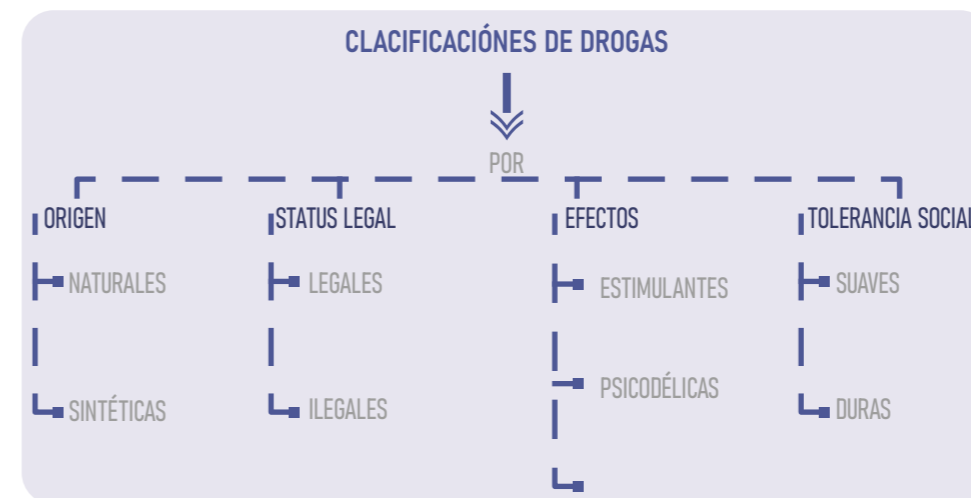 CLACIFICACIÓNES DE DROGAS
POR
ORIGEN
NATURALES
SINTÉTICAS
STATUS LEGAL
LEGALES
ILEGALES
EFECTOS
ESTIMULANTES
PSICODÉLICAS
TOLERANCIA SOCIAL
SUAVES
DURAS